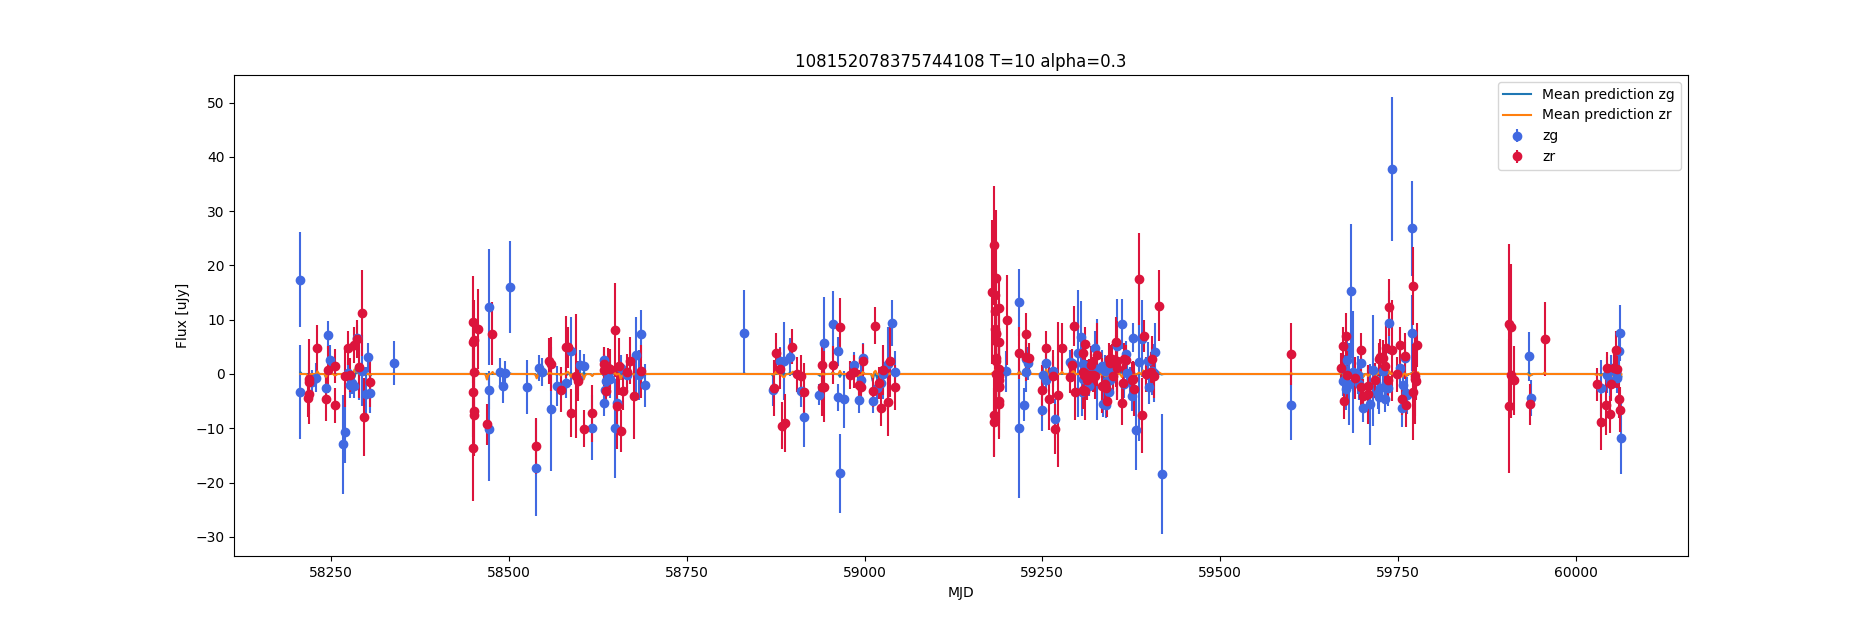 108152078375744108 T=10 alpha=0.3
Mean prediction zg
Mean prediction zr
zg
zr
Flux [uJy]
50
40
30
20
10
0
−10
−20
−30
58250 58500 58750 59000 59250 59500 59750 60000
MJD